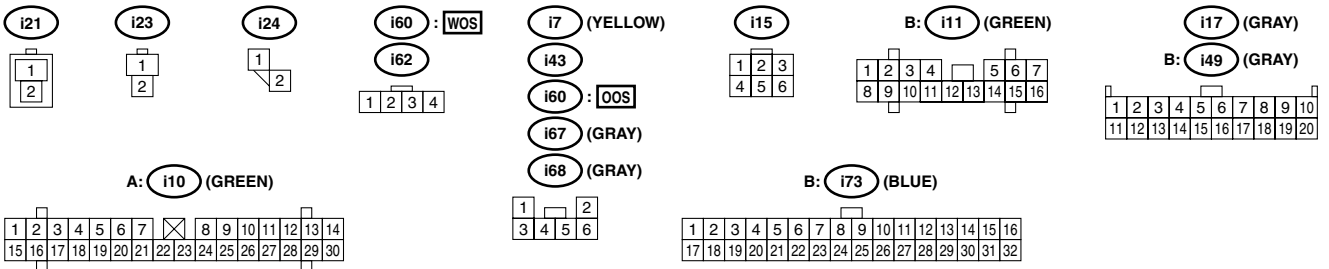 i21
1
2
i23
1
2
i24
1
2
i60 : WOS
i62
1 2 3 4
i7 (YELLOW)
i43
i60 : OOS
i67 (GRAY)
i68 (GRAY)
1 2
3 4 5 6
i15
1 2 3
4 5 6
B: i11 (GREEN)
1 2 3 4 5 6 7
8 9 10 11 12 13 14 15 16
i17 (GRAY)
B: i49 (GRAY)
1 2 3 4 5 6 7 8 9 10
11 12 13 14 15 16 17 18 19 20
A: i10 (GREEN)
1 2 3 4 5 6 7 8 9 10 11 12 13 14
15 16 17 18 19 20 21 22 23 24 25 26 27 28 29 30
B: i73 (BLUE)
1 2 3 4 5 6 7 8 9 10 11 12 13 14 15 16
17 18 19 20 21 22 23 24 25 26 27 28 29 30 31 32